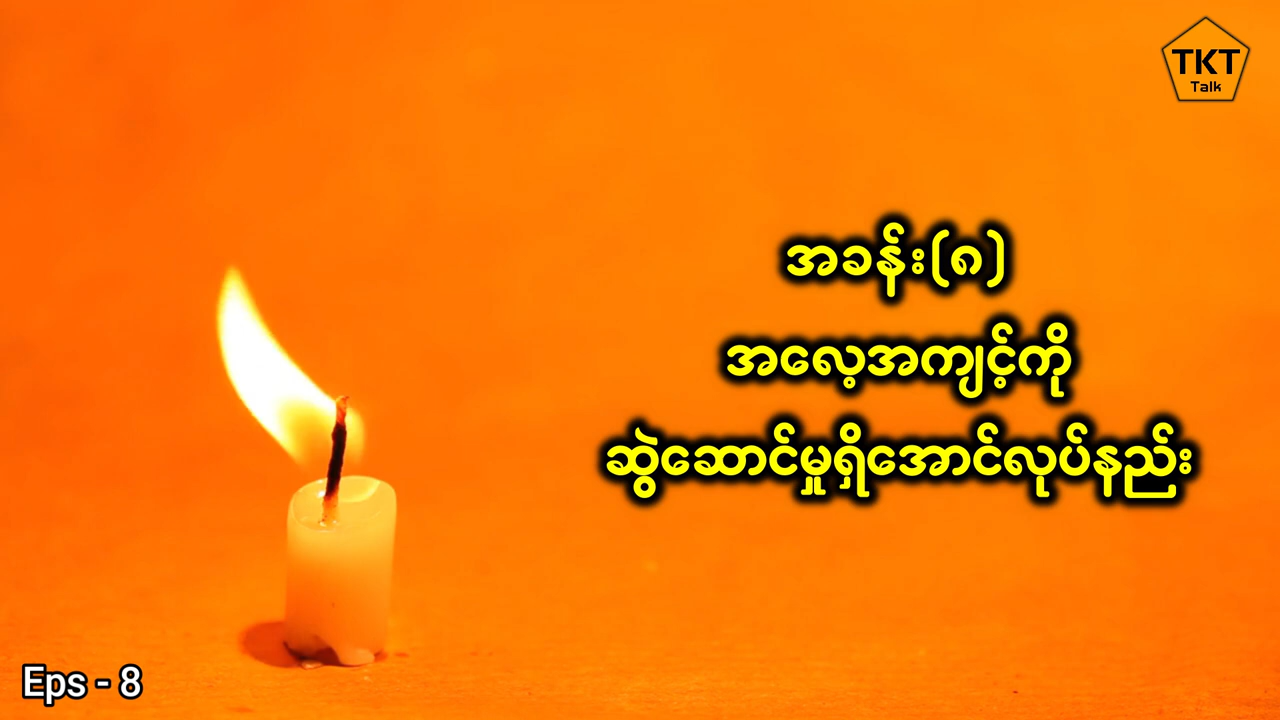 TKT
Talk
အခန်း(၈)
အလေ့အကျင့်ကို
ဆွဲဆောင်မှုရှိအောင်လုပ်နည်း
Eps - 8